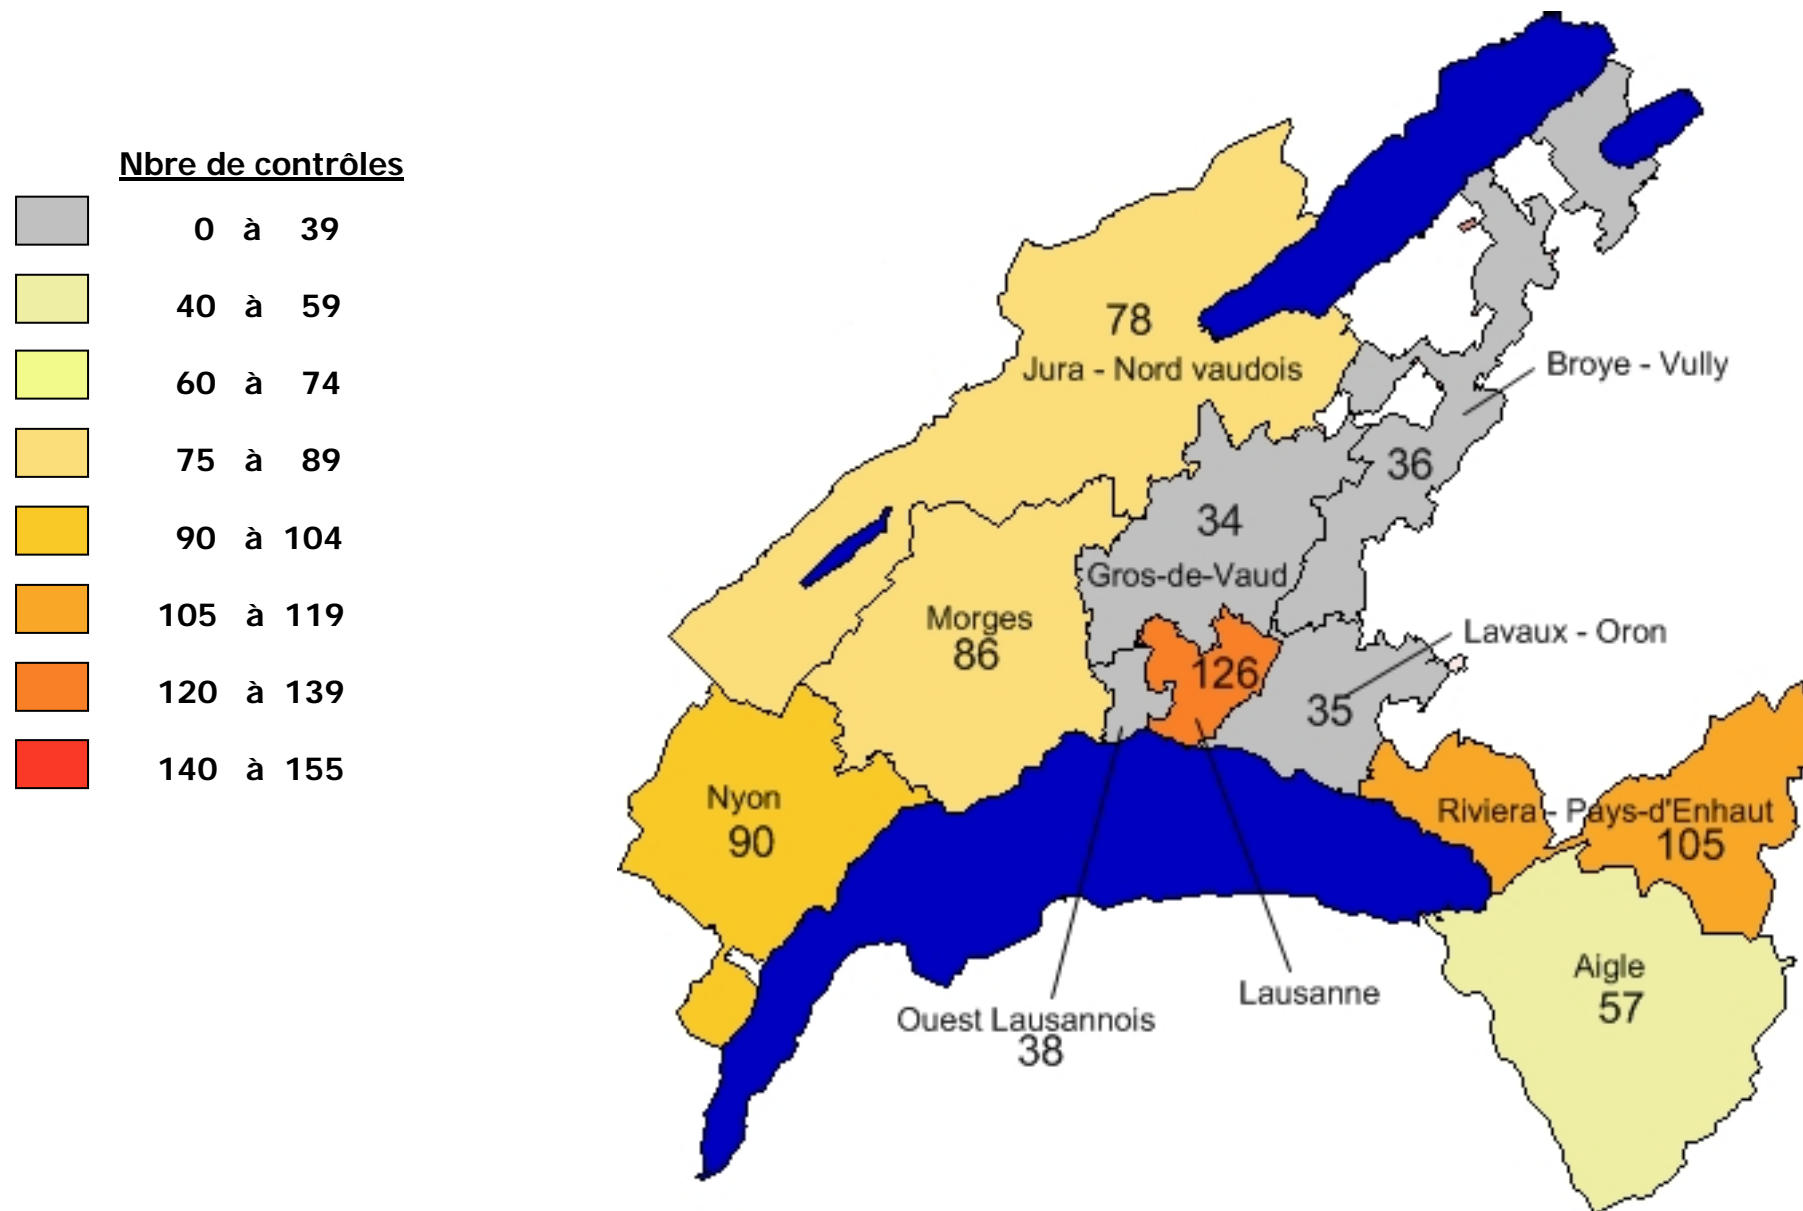 Nbre de contrôles
0 à 39
40 à 59
60 à 74
75 à 89
90 à 104
105 à 119
120 à 139
140 à 155
78
Jura - Nord vaudois
Broye - Vully
36
34
Gros-de-Vaud
Morges
86
Lavaux - Oron
126
35
Nyon
90
Riviera - Pays-d'Enhaut
105
Aigle
57
Lausanne
Ouest Lausannois
38